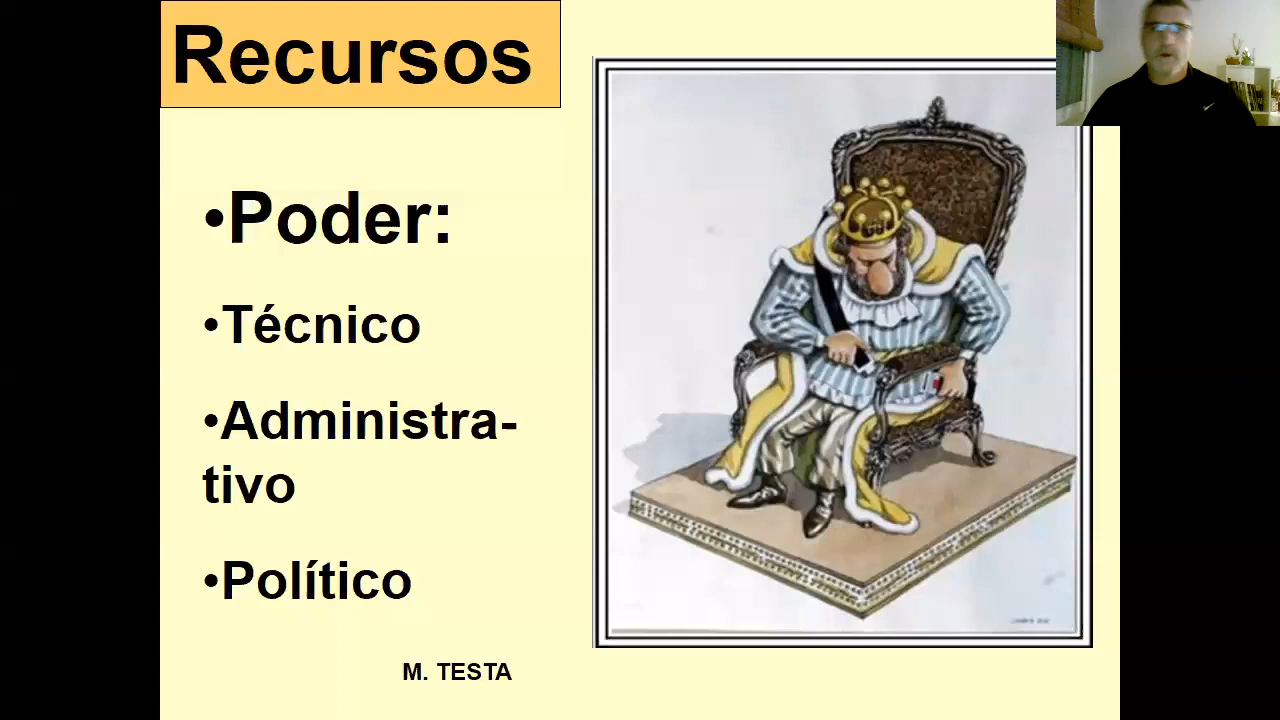 Recursos
•Poder:
•Técnico
•Administra-
tivo
•Político
M. TESTA